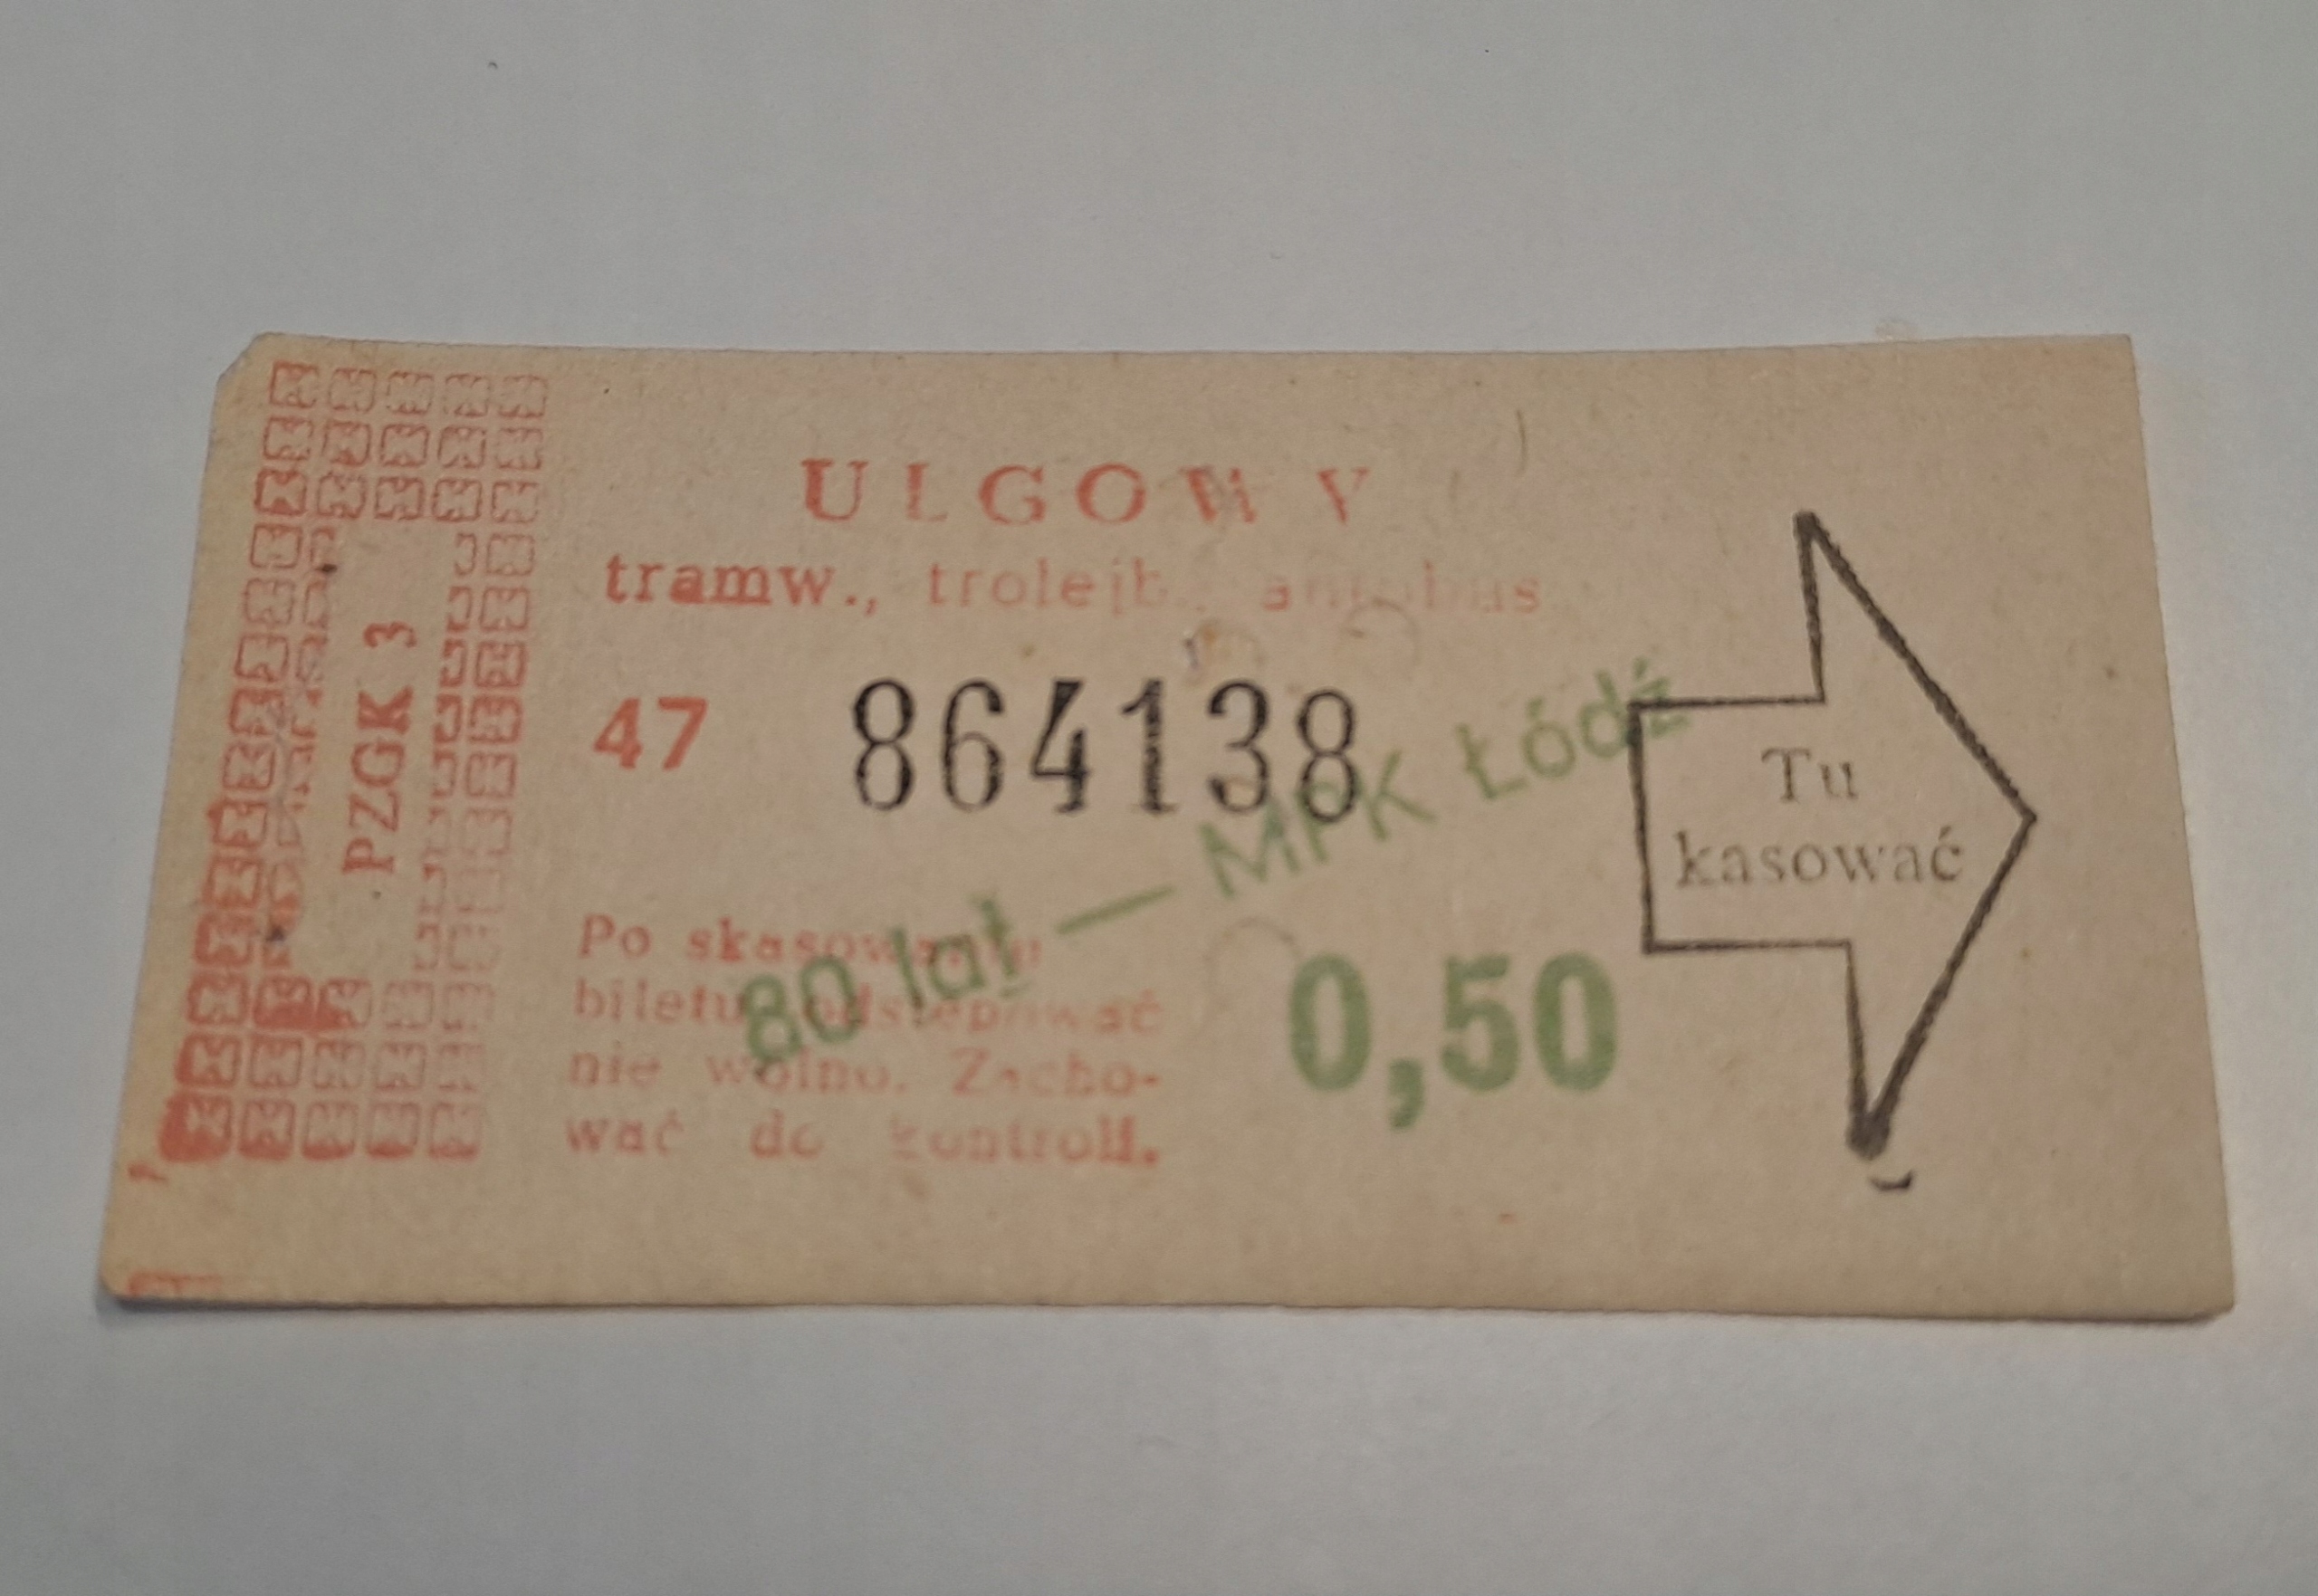 PZGK 3
ULGOWY
tramw., trolejb., autobus
47 864138
80 lat — MPK Łódź
Po skasowaniu
biletu odstępować
nie wolno. Zacho-
wać do kontroli.
0,50
Tu
kasować